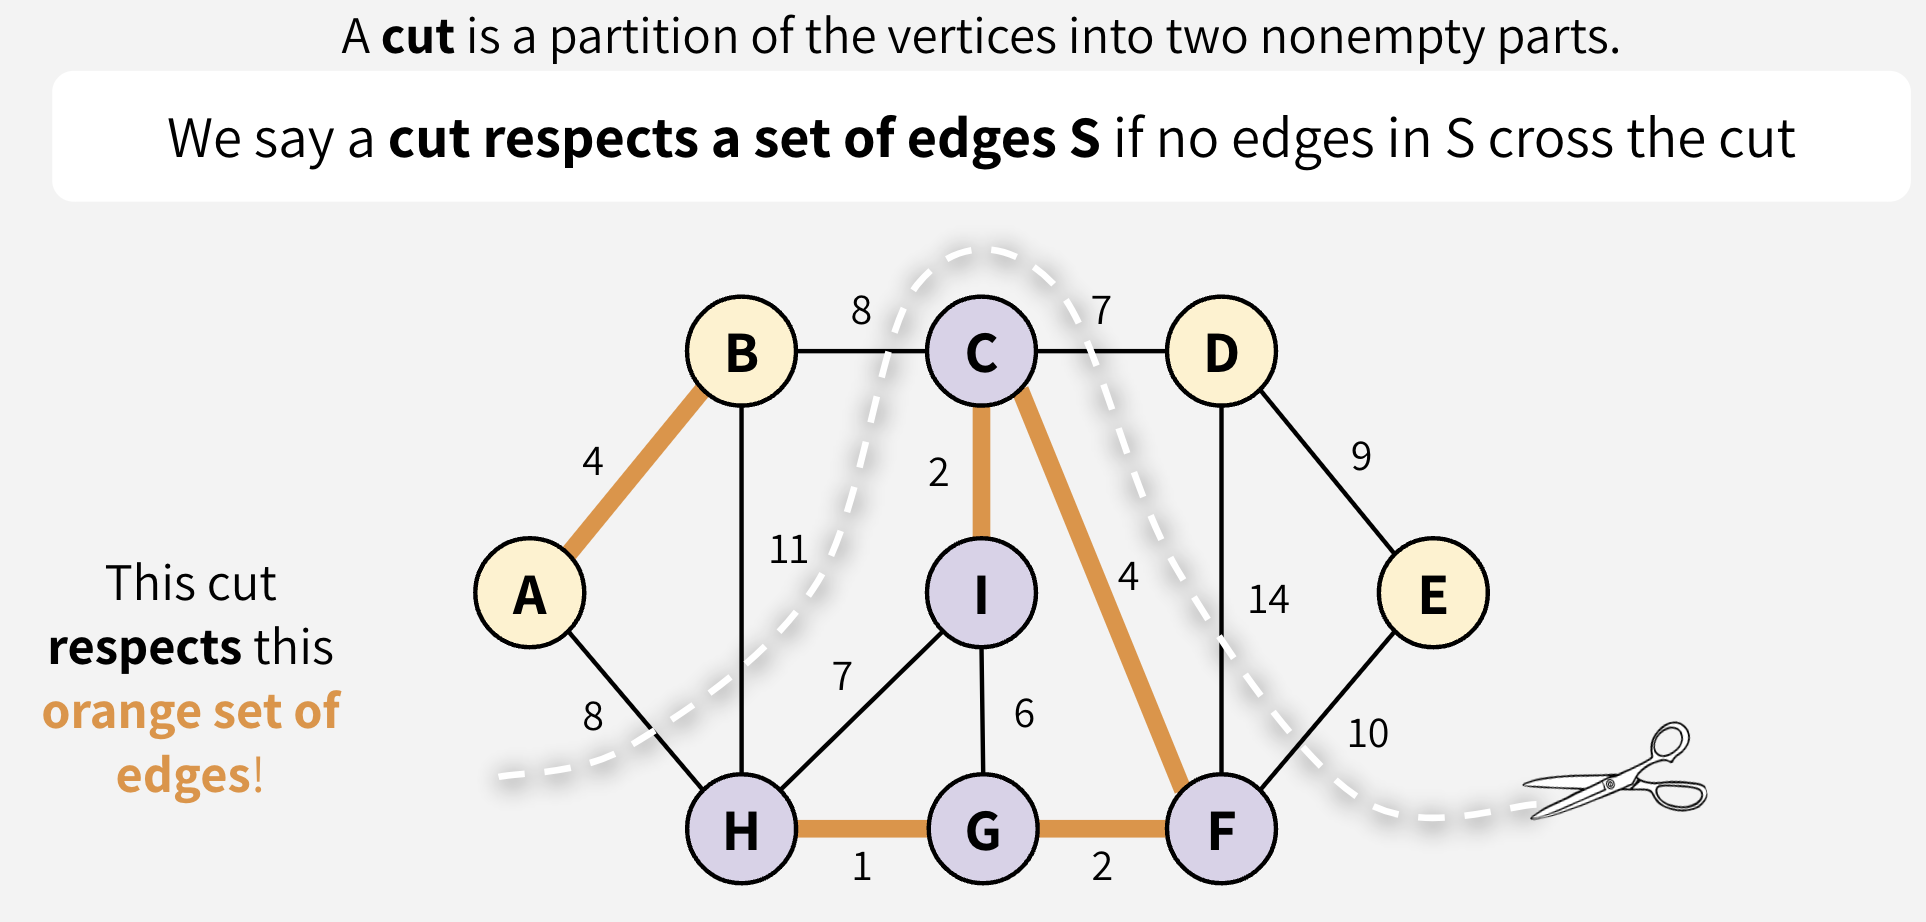 A cut is a partition of the vertices into two nonempty parts.
We say a cut respects a set of edges S if no edges in S cross the cut
8
7
B
C
D
4
2
9
11
This cut
respects this
orange set of
edges!
A
I
4
14
E
8
7
6
10
H
G
F
1
2